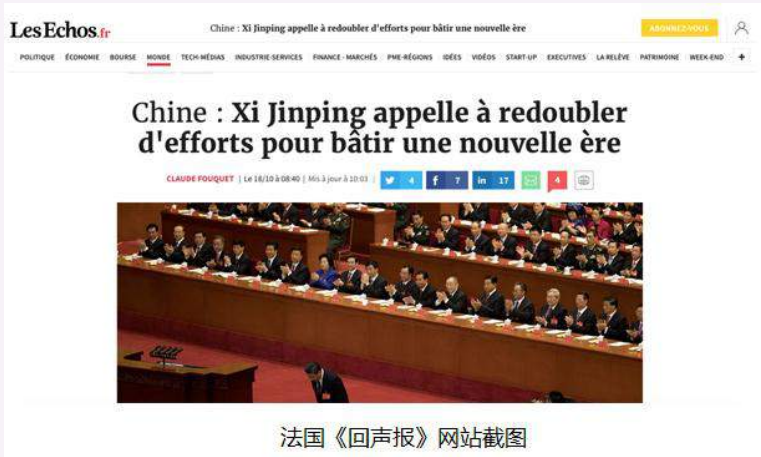 LesEchos.fr
Chine : Xi Jinping appelle à redoubler d'efforts pour bâtir une nouvelle ère
ABONNEZ-VOUS
POLITIQUE ÉCONOMIE BOURSE MONDE TECH-MÉDIAS INDUSTRIE-SERVICES FINANCE - MARCHÉS PME-RÉGIONS IDÉES VIDÉOS START-UP EXECUTIVES LA RELÈVE PATRIMOINE WEEK-END +
Chine : Xi Jinping appelle à redoubler
d'efforts pour bâtir une nouvelle ère
CLAUDE FOUQUET | Le 18/10 à 08:40 | Mis à jour à 10:03 | 4 f 7 in 17 4
法国《回声报》网站截图